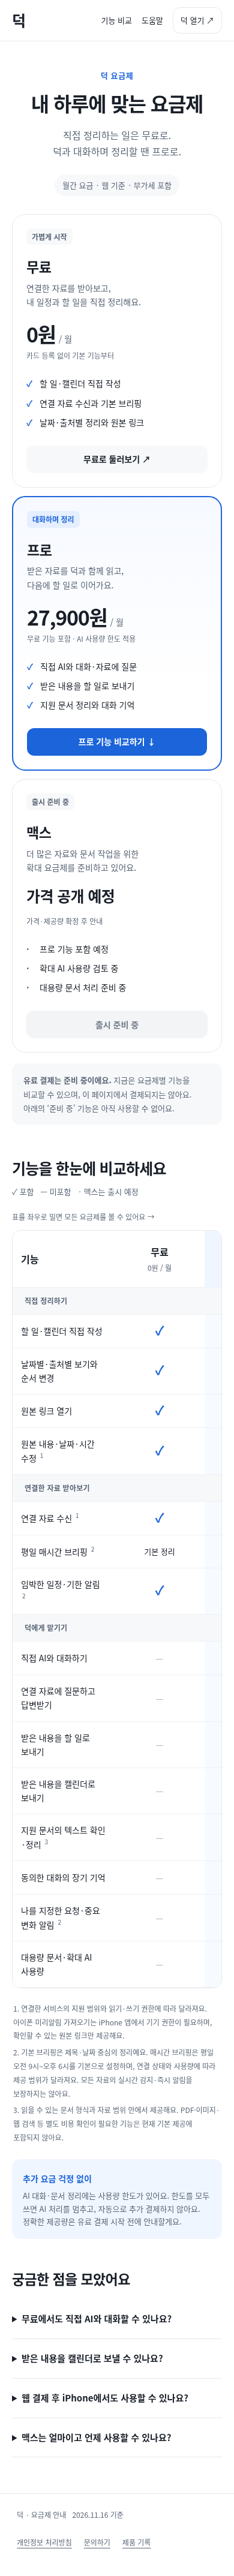 덕
기능 비교
도움말
덕 열기 ↗
덕 요금제
내 하루에 맞는 요금제
직접 정리하는 일은 무료로.
덕과 대화하며 정리할 땐 프로로.
월간 요금 · 웹 기준 · 부가세 포함
가볍게 시작
무료
연결한 자료를 받아보고,
내 일정과 할 일을 직접 정리해요.
0원 / 월
카드 등록 없이 기본 기능부터
✓ 할 일·캘린더 직접 작성
✓ 연결 자료 수신과 기본 브리핑
✓ 날짜·출처별 정리와 원본 링크
무료로 둘러보기 ↗
대화하며 정리
프로
받은 자료를 덕과 함께 읽고,
다음에 할 일로 이어가요.
27,900원 / 월
무료 기능 포함 · AI 사용량 한도 적용
✓ 직접 AI와 대화·자료에 질문
✓ 받은 내용을 할 일로 보내기
✓ 지원 문서 정리와 대화 기억
프로 기능 비교하기 ↓
출시 준비 중
맥스
더 많은 자료와 문서 작업을 위한
확대 요금제를 준비하고 있어요.
가격 공개 예정
가격·제공량 확정 후 안내
· 프로 기능 포함 예정
· 확대 AI 사용량 검토 중
· 대용량 문서 처리 준비 중
출시 준비 중
유료 결제는 준비 중이에요. 지금은 요금제별 기능을
비교할 수 있으며, 이 페이지에서 결제되지는 않아요.
아래의 ‘준비 중’ 기능은 아직 사용할 수 없어요.
기능을 한눈에 비교하세요
✓ 포함 — 미포함 · 맥스는 출시 예정
표를 좌우로 밀면 모든 요금제를 볼 수 있어요 →
기능
무료
0원 / 월
직접 정리하기
할 일·캘린더 직접 작성 ✓
날짜별·출처별 보기와
순서 변경 ✓
원본 링크 열기 ✓
원본 내용·날짜·시간
수정 1 ✓
연결한 자료 받아보기
연결 자료 수신 1 ✓
평일 매시간 브리핑 2 기본 정리
임박한 일정·기한 알림
2 ✓
덕에게 맡기기
직접 AI와 대화하기 —
연결 자료에 질문하고
답변받기 —
받은 내용을 할 일로
보내기 —
받은 내용을 캘린더로
보내기 —
지원 문서의 텍스트 확인
·정리 3 —
동의한 대화의 장기 기억 —
나를 지정한 요청·중요
변화 알림 2 —
대용량 문서·확대 AI
사용량 —
1. 연결한 서비스의 지원 범위와 읽기·쓰기 권한에 따라 달라져요.
아이폰 미리알림 가져오기는 iPhone 앱에서 기기 권한이 필요하며,
확인할 수 있는 원본 링크만 제공해요.
2. 기본 브리핑은 제목·날짜 중심의 정리예요. 매시간 브리핑은 평일
오전 9시~오후 6시를 기본으로 설정하며, 연결 상태와 사용량에 따라
제공 범위가 달라져요. 모든 자료의 실시간 감지·즉시 알림을
보장하지는 않아요.
3. 읽을 수 있는 문서 형식과 자료 범위 안에서 제공해요. PDF·이미지·
웹 검색 등 별도 비용 확인이 필요한 기능은 현재 기본 제공에
포함되지 않아요.
추가 요금 걱정 없이
AI 대화·문서 정리에는 사용량 한도가 있어요. 한도를 모두
쓰면 AI 처리를 멈추고, 자동으로 추가 결제하지 않아요.
정확한 제공량은 유료 결제 시작 전에 안내할게요.
궁금한 점을 모았어요
▶ 무료에서도 직접 AI와 대화할 수 있나요?
▶ 받은 내용을 캘린더로 보낼 수 있나요?
▶ 웹 결제 후 iPhone에서도 사용할 수 있나요?
▶ 맥스는 얼마이고 언제 사용할 수 있나요?
덕 · 요금제 안내 2026.11.16 기준
개인정보 처리방침
문의하기
제품 기록